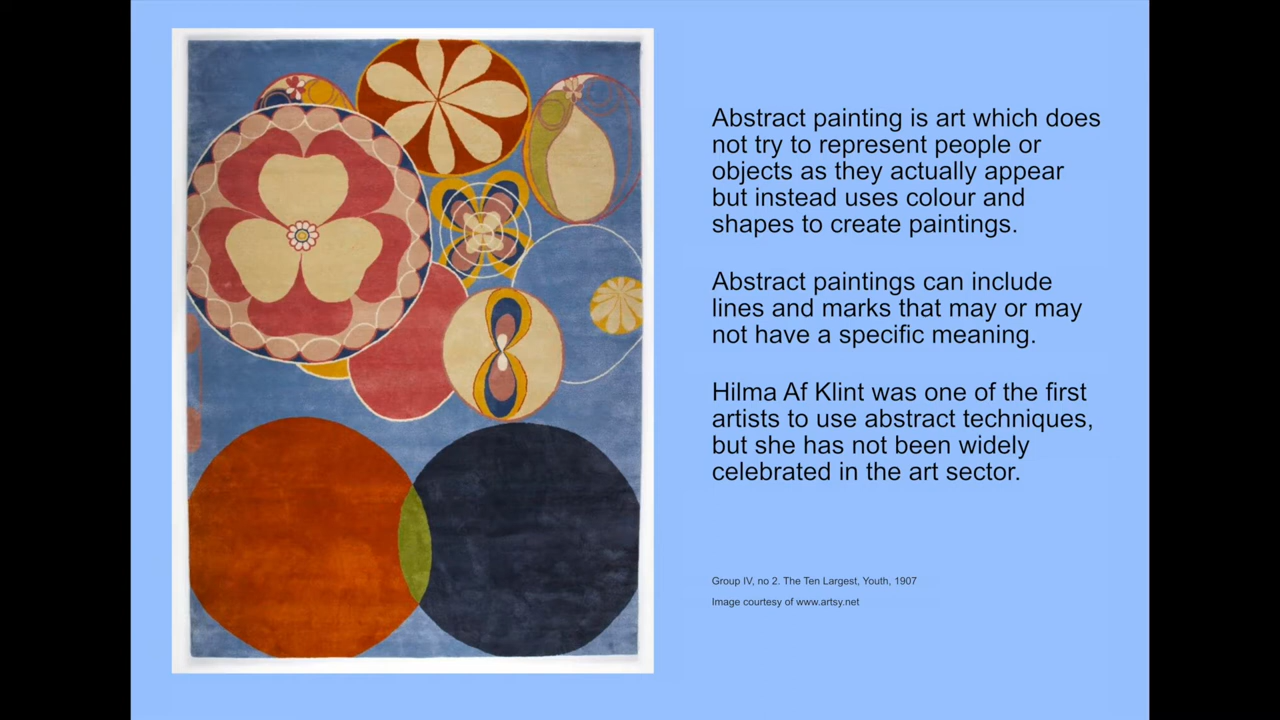 Abstract painting is art which does
not try to represent people or
objects as they actually appear
but instead uses colour and
shapes to create paintings.
Abstract paintings can include
lines and marks that may or may
not have a specific meaning.
Hilma Af Klint was one of the first
artists to use abstract techniques,
but she has not been widely
celebrated in the art sector.
Group IV, no 2. The Ten Largest, Youth, 1907
Image courtesy of www.artsy.net